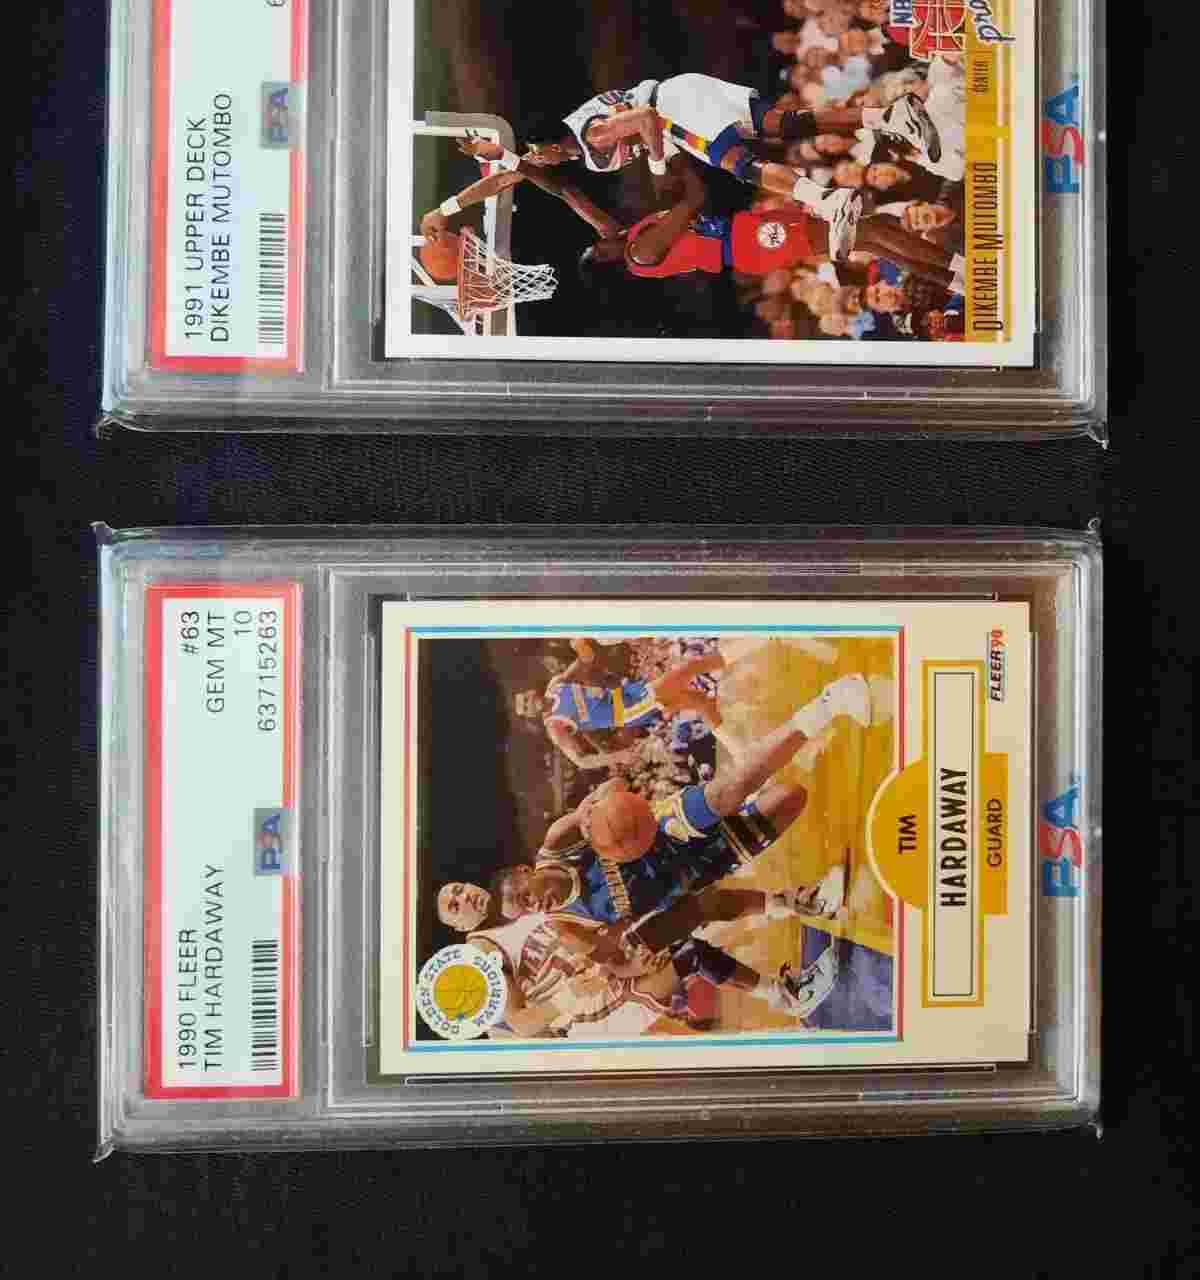 1991 UPPER DECK
DIKEMBE MUTOMBO
PSA
NB
DIKEMBE MUTOMBO
PSA
1990 FLEER #63
TIM HARDAWAY GEM MT
10
PSA 63715263
GOLDEN STATE WARRIORS
FLEER '90
TIM
HARDAWAY
GUARD
PSA